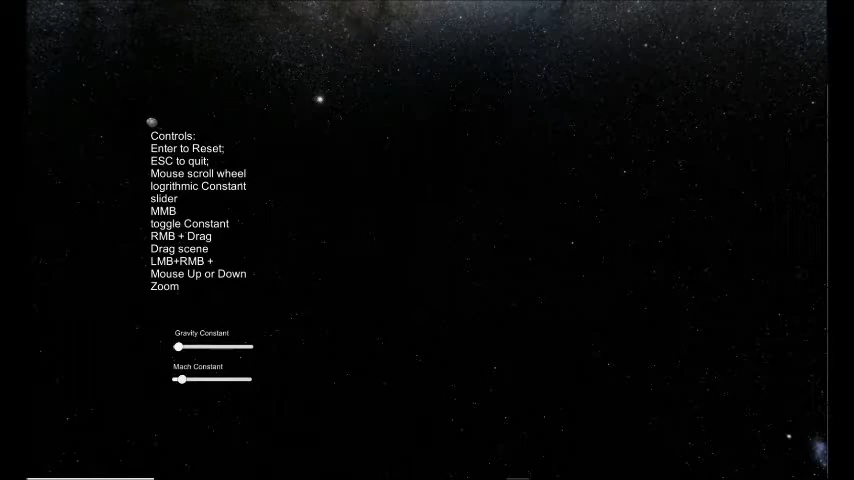 Controls:
Enter to Reset;
ESC to quit;
Mouse scroll wheel
logrithmic Constant
slider
MMB
toggle Constant
RMB + Drag
Drag scene
LMB+RMB +
Mouse Up or Down
Zoom
Gravity Constant
Mach Constant